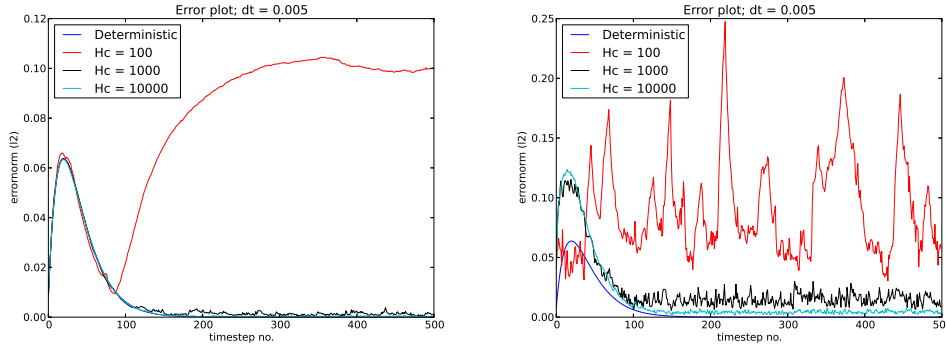 Error plot; dt = 0.005
errornorm (l2)
0.12
0.10
0.08
0.06
0.04
0.02
0.00
Deterministic
Hc = 100
Hc = 1000
Hc = 10000
0
100
200
300
400
500
timestep no.
Error plot; dt = 0.005
errornorm (l2)
0.25
0.20
0.15
0.10
0.05
0.00
Deterministic
Hc = 100
Hc = 1000
Hc = 10000
0
100
200
300
400
500
timestep no.